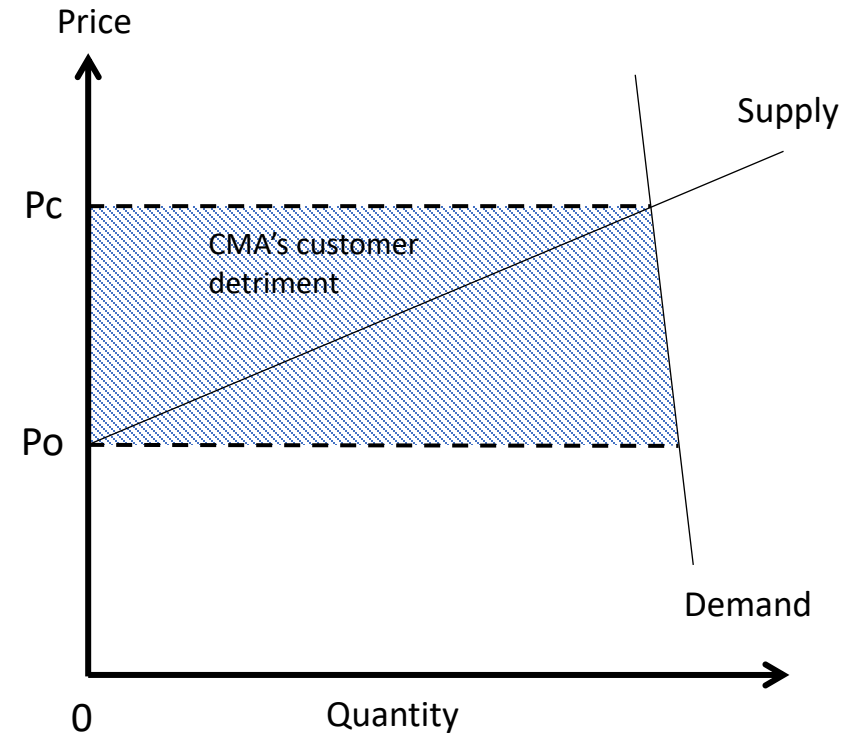 Price
Supply
Pc
CMA's customer
detriment
Po
Demand
0
Quantity